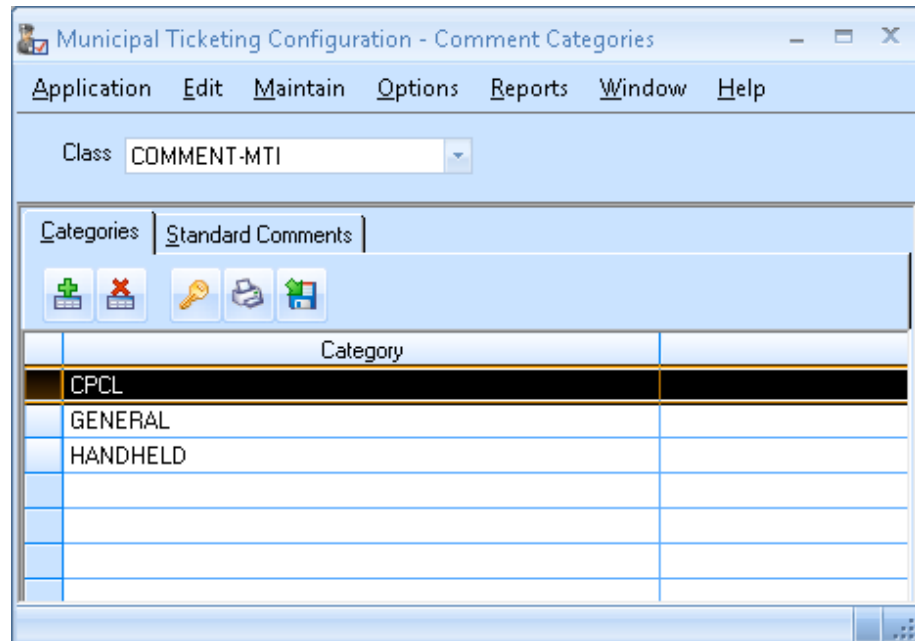 Municipal Ticketing Configuration - Comment Categories
Application Edit Maintain Options Reports Window Help
Class COMMENT-MTI
Categories Standard Comments
Category
CPCL
GENERAL
HANDHELD